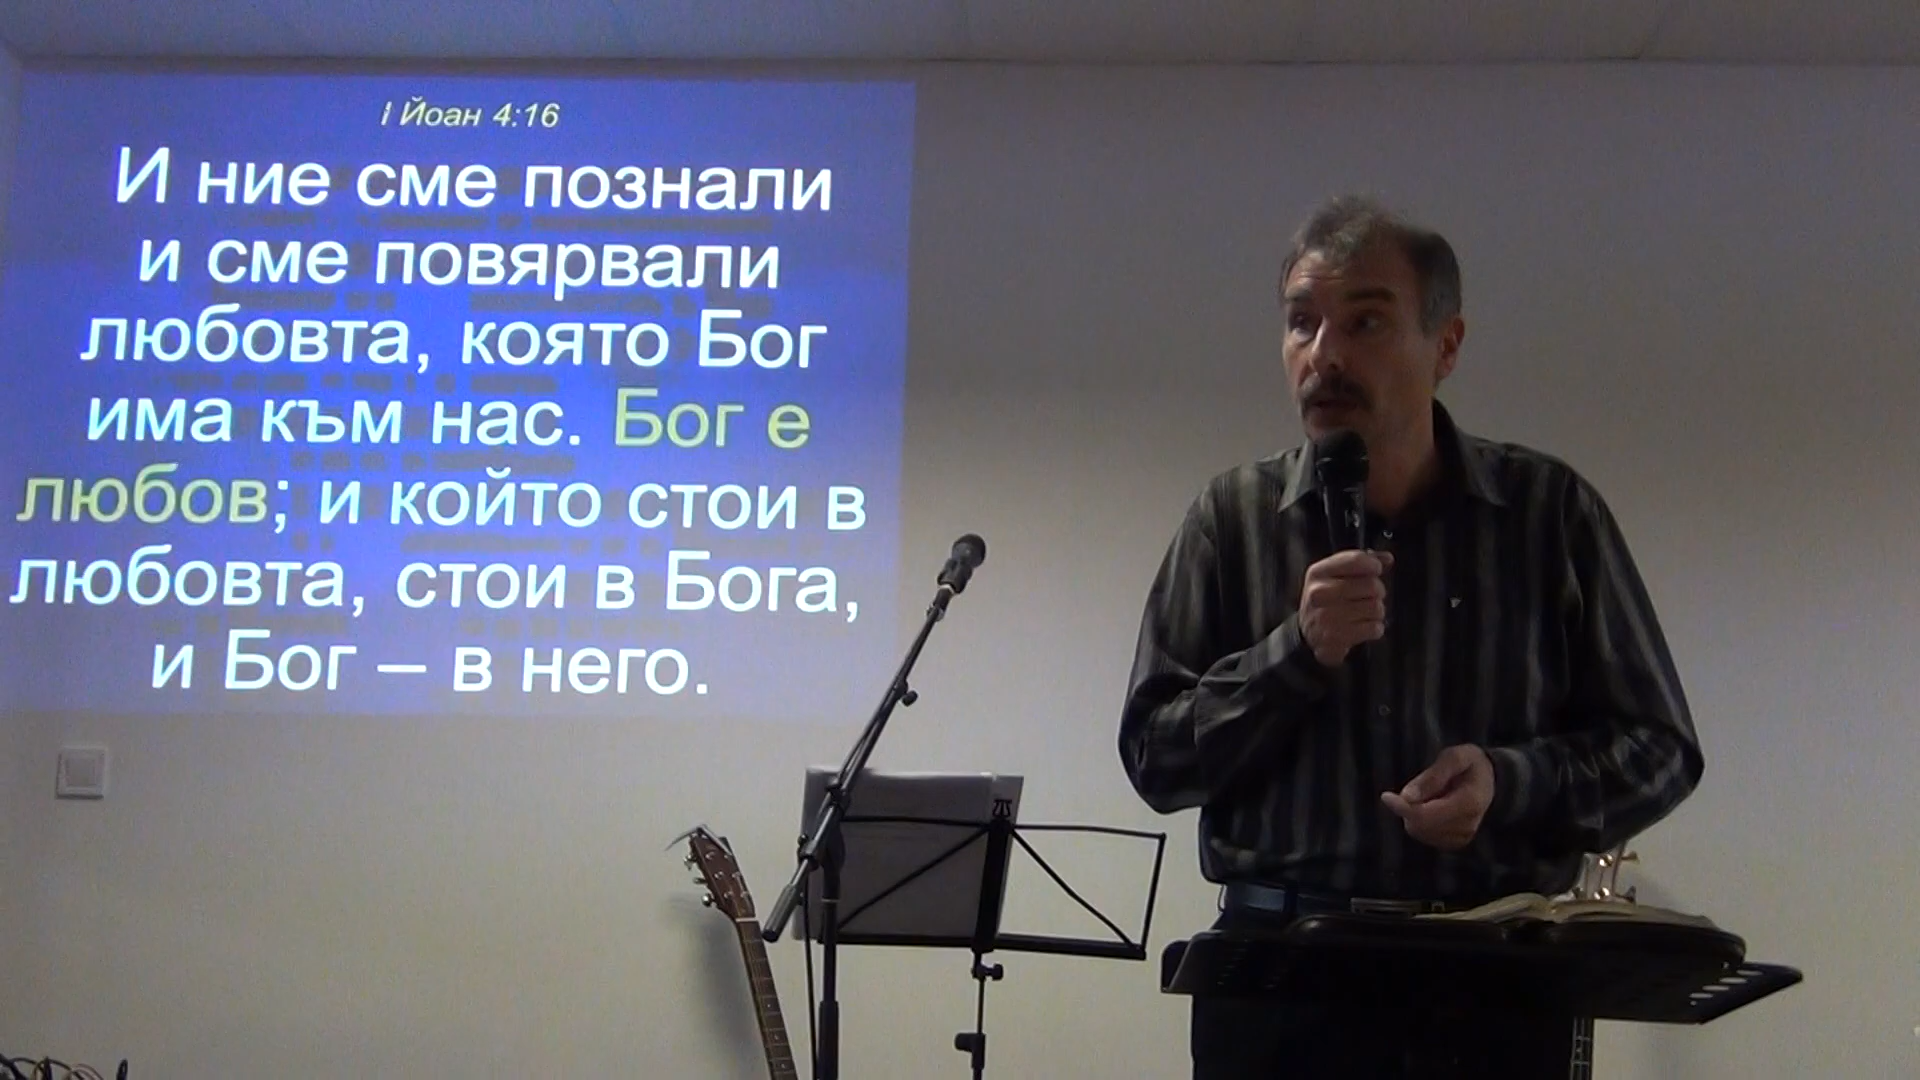 I Йоан 4:16
И ние сме познали
и сме повярвали
любовта, която Бог
има към нас. Бог е
любов; и който стои в
любовта, стои в Бога,
и Бог – в него.